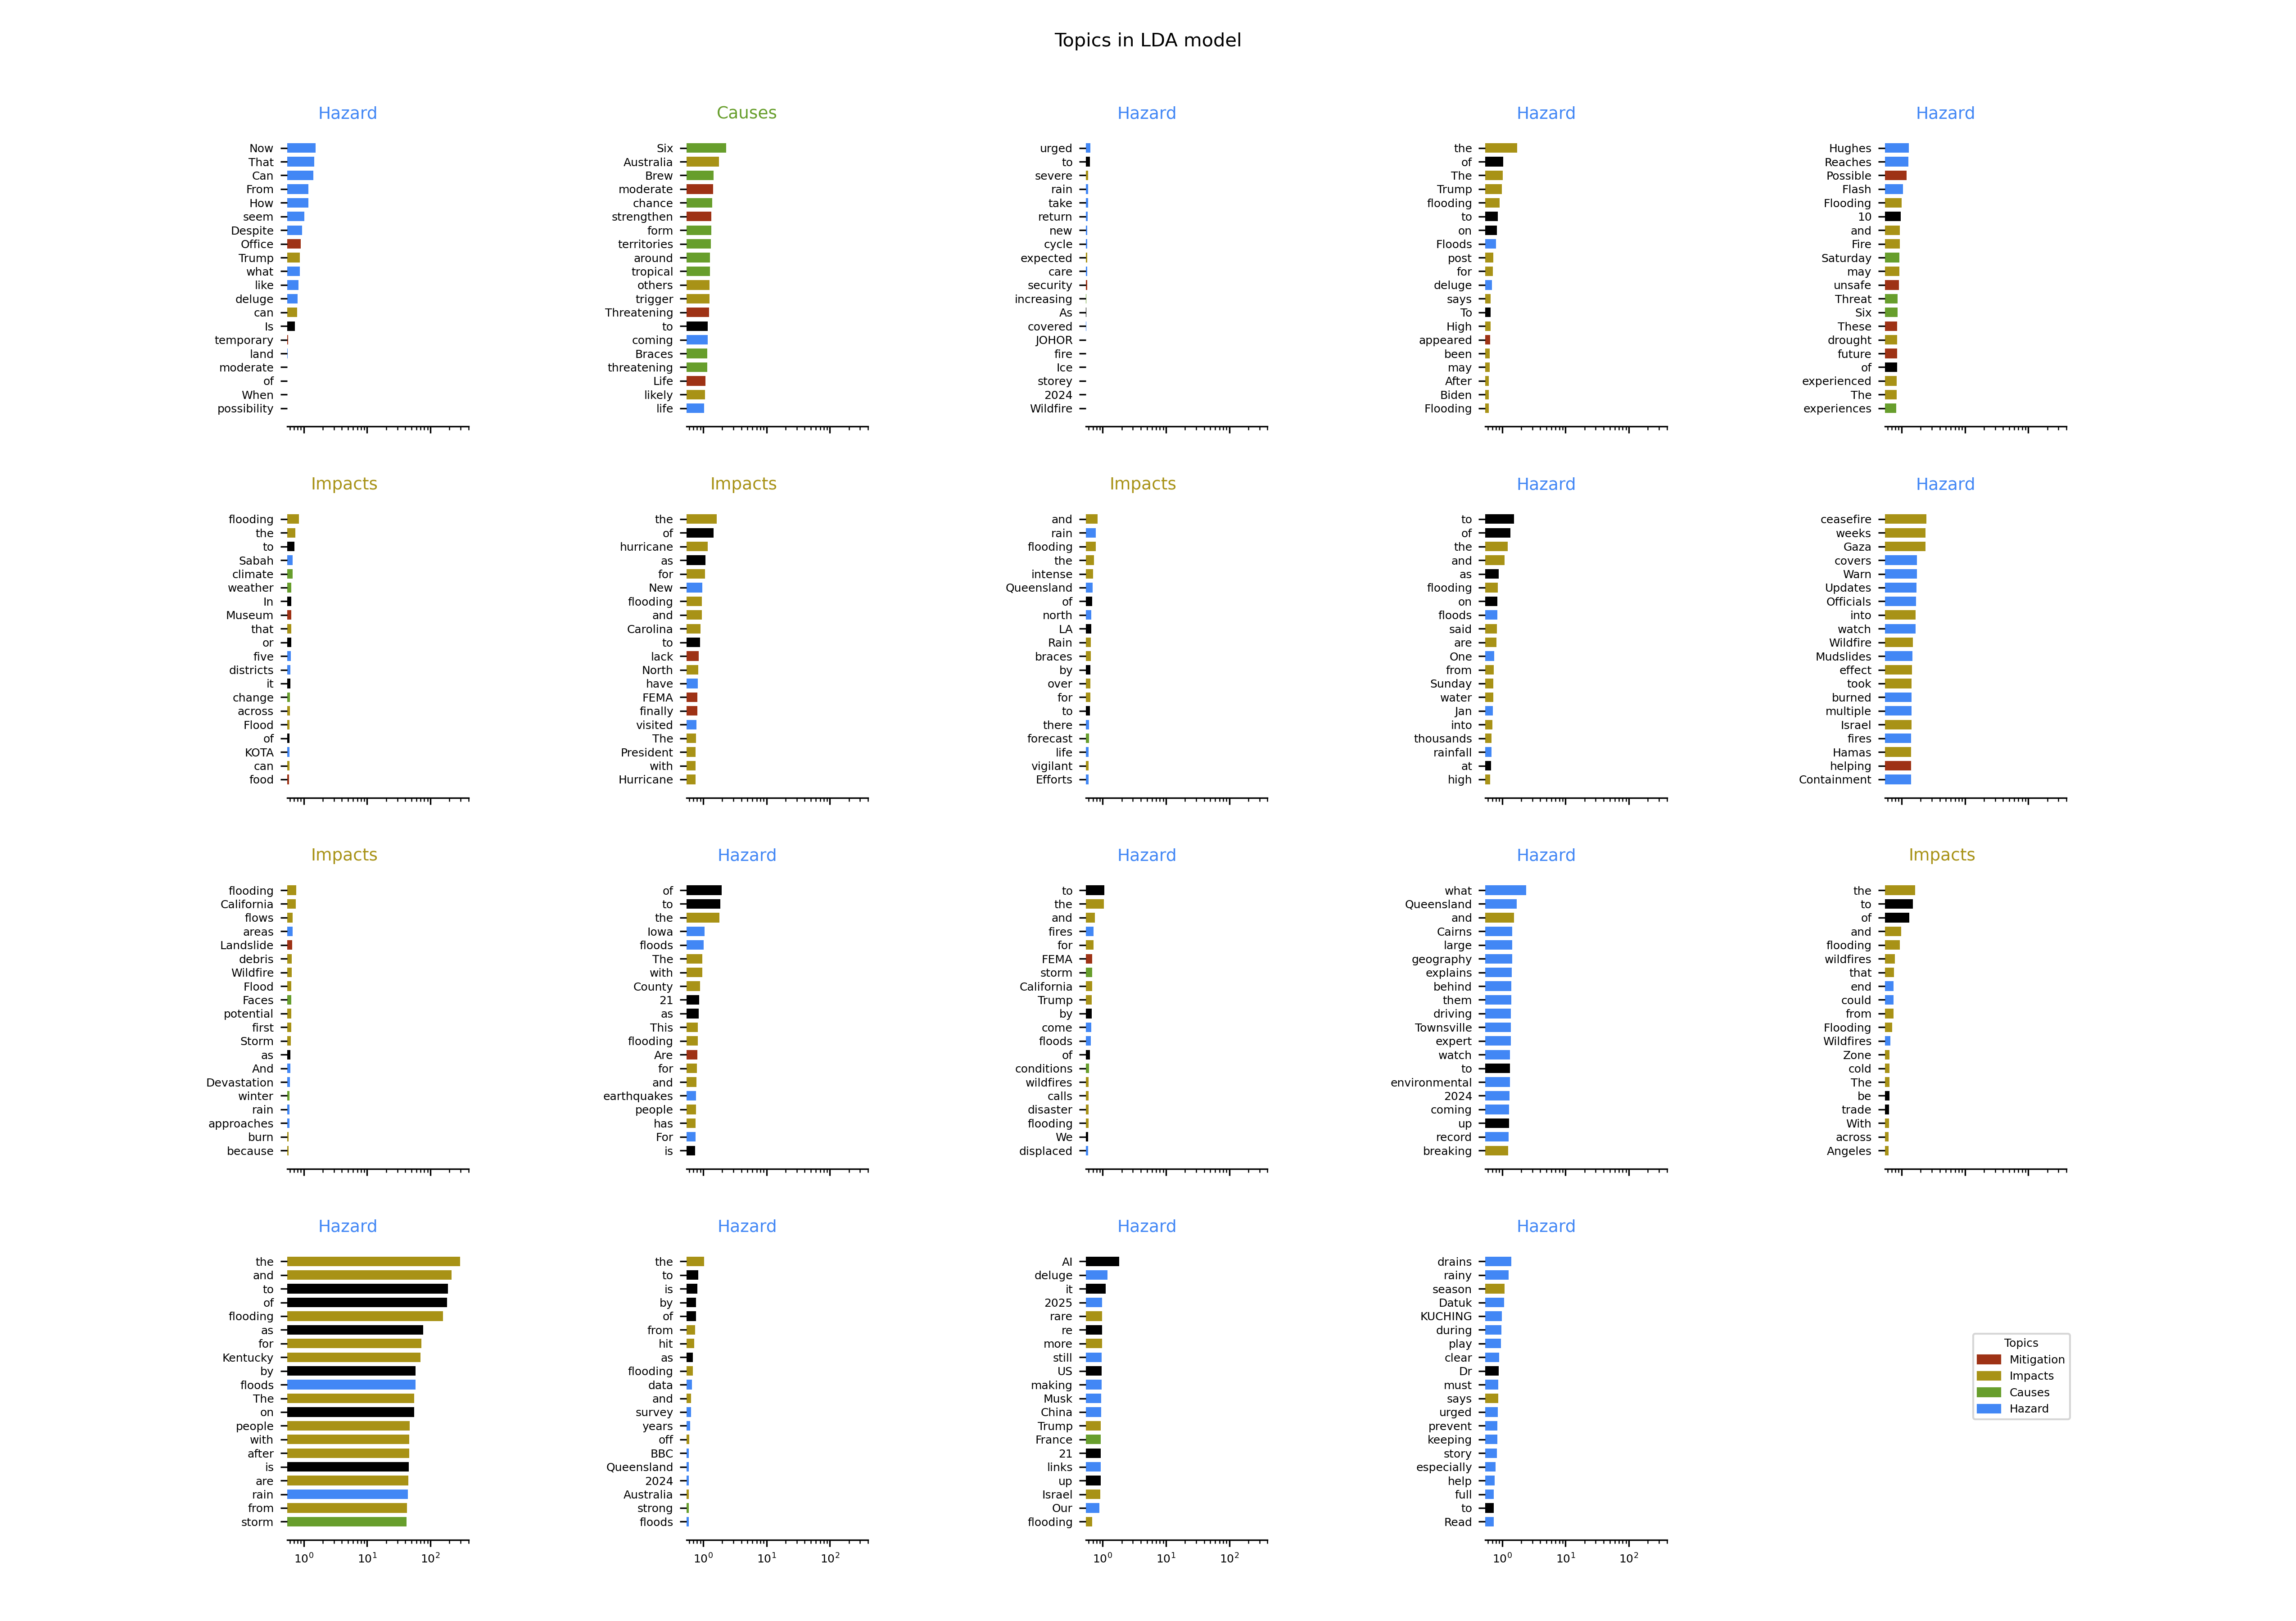 Topics in LDA model
Hazard
Now
That
Can
From
How
seem
Despite
Office
Trump
what
like
deluge
can
Is
temporary
land
moderate
of
When
possibility
Causes
Six
Australia
Brew
moderate
chance
strengthen
form
territories
around
tropical
others
trigger
Threatening
to
coming
Braces
threatening
Life
likely
life
Hazard
urged
to
severe
rain
take
return
new
cycle
expected
care
security
increasing
As
covered
JOHOR
fire
Ice
storey
2024
Wildfire
Hazard
the
of
The
Trump
flooding
to
on
Floods
post
for
deluge
says
To
High
appeared
been
may
After
Biden
Flooding
Hazard
Hughes
Reaches
Possible
Flash
Flooding
10
and
Fire
Saturday
may
unsafe
Threat
Six
These
drought
future
of
experienced
The
experiences
Impacts
flooding
the
to
Sabah
climate
weather
In
Museum
that
or
five
districts
it
change
across
Flood
of
KOTA
can
food
Impacts
the
of
hurricane
as
for
New
flooding
and
Carolina
to
lack
North
have
FEMA
finally
visited
The
President
with
Hurricane
Impacts
and
rain
flooding
the
intense
Queensland
of
north
LA
Rain
braces
by
over
for
to
there
forecast
life
vigilant
Efforts
Hazard
to
of
the
and
as
flooding
on
floods
said
are
One
from
Sunday
water
Jan
into
thousands
rainfall
at
high
Hazard
ceasefire
weeks
Gaza
covers
Warn
Updates
Officials
into
watch
Wildfire
Mudslides
effect
took
burned
multiple
Israel
fires
Hamas
helping
Containment
Impacts
flooding
California
flows
areas
Landslide
debris
Wildfire
Flood
Faces
potential
first
Storm
as
And
Devastation
winter
rain
approaches
burn
because
Hazard
of
to
the
Iowa
floods
The
with
County
21
as
This
flooding
Are
for
and
earthquakes
people
has
For
is
Hazard
to
the
and
fires
for
FEMA
storm
California
Trump
by
come
floods
of
conditions
wildfires
calls
disaster
flooding
We
displaced
Hazard
what
Queensland
and
Cairns
large
geography
explains
behind
them
driving
Townsville
expert
watch
to
environmental
2024
coming
up
record
breaking
Impacts
the
to
of
and
flooding
wildfires
that
end
could
from
Flooding
Wildfires
Zone
cold
The
be
trade
With
across
Angeles
Hazard
the
and
to
of
flooding
as
for
Kentucky
by
floods
The
on
people
with
after
is
are
rain
from
storm
10⁰ 10¹ 10²
Hazard
the
to
is
by
of
from
hit
as
flooding
data
and
survey
years
off
BBC
Queensland
2024
Australia
strong
floods
10⁰ 10¹ 10²
Hazard
AI
deluge
it
2025
rare
re
more
still
US
making
Musk
China
Trump
France
21
links
up
Israel
Our
flooding
10⁰ 10¹ 10²
Hazard
drains
rainy
season
Datuk
KUCHING
during
play
clear
Dr
must
says
urged
prevent
keeping
story
especially
help
full
to
Read
10⁰ 10¹ 10²
Topics
Mitigation
Impacts
Causes
Hazard